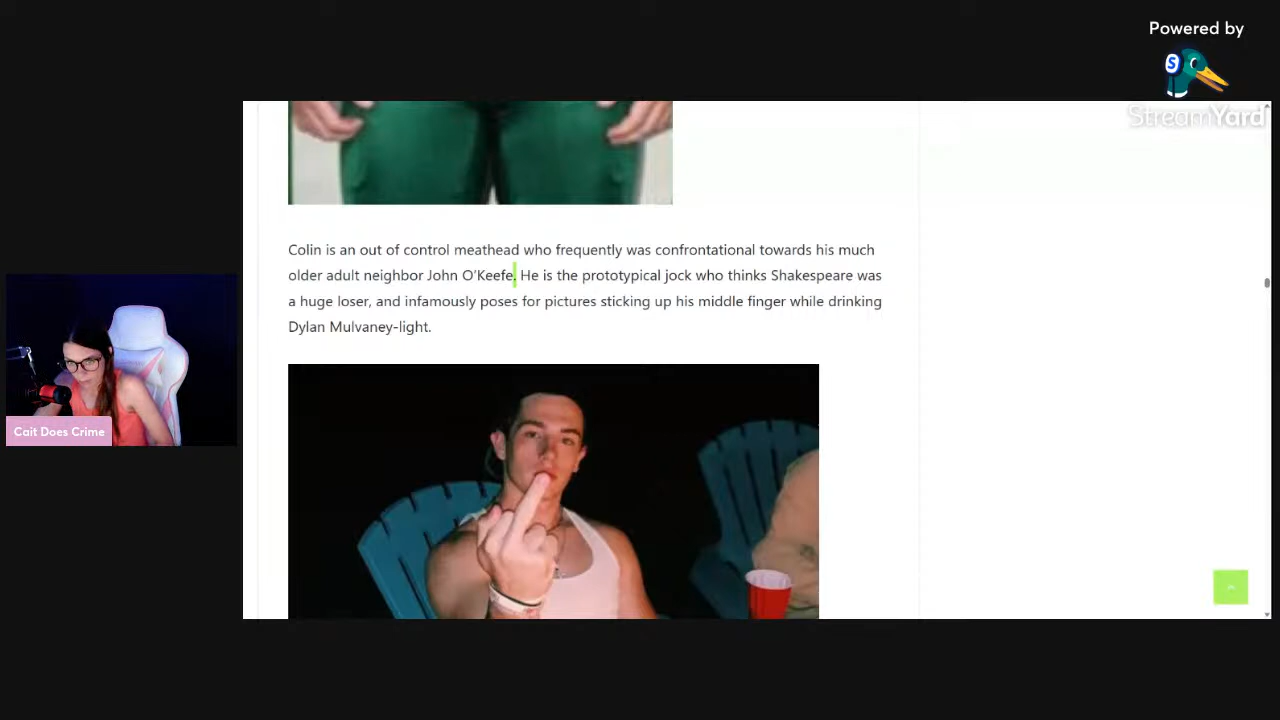 Powered by
StreamYard
Colin is an out of control meathead who frequently was confrontational towards his much
older adult neighbor John O’Keefe. He is the prototypical jock who thinks Shakespeare was
a huge loser, and infamously poses for pictures sticking up his middle finger while drinking
Dylan Mulvaney-light.
Cait Does Crime